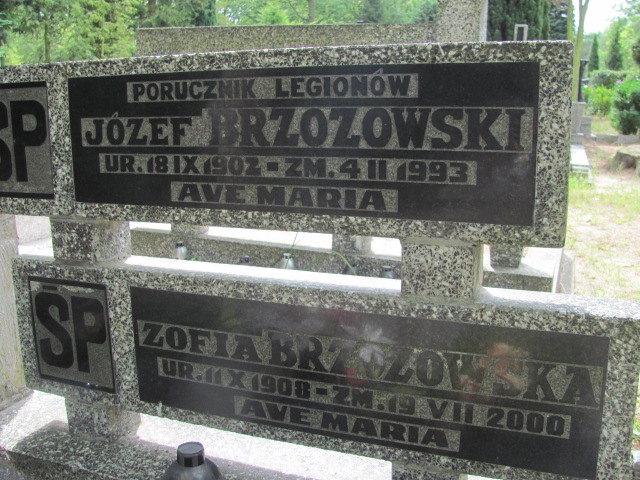 ŚP
PORUCZNIK LEGIONÓW
JÓZEF BRZOZOWSKI
UR. 18 IX 1902 - ZM. 4 II 1993
AVE MARIA
ŚP
ZOFIA BRZOZOWSKA
UR. 11 X 1908 - ZM. 19 VII 2000
AVE MARIA